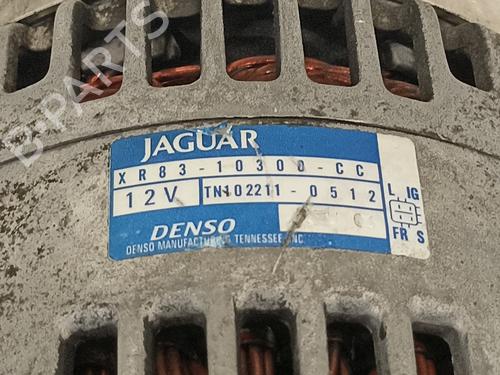 B-PARTS
JAGUAR
XR83-10300-CC
12V TN102211-0512
L IG
DENSO
FR S
DENSO MANUFACTURING TENNESSEE, INC.